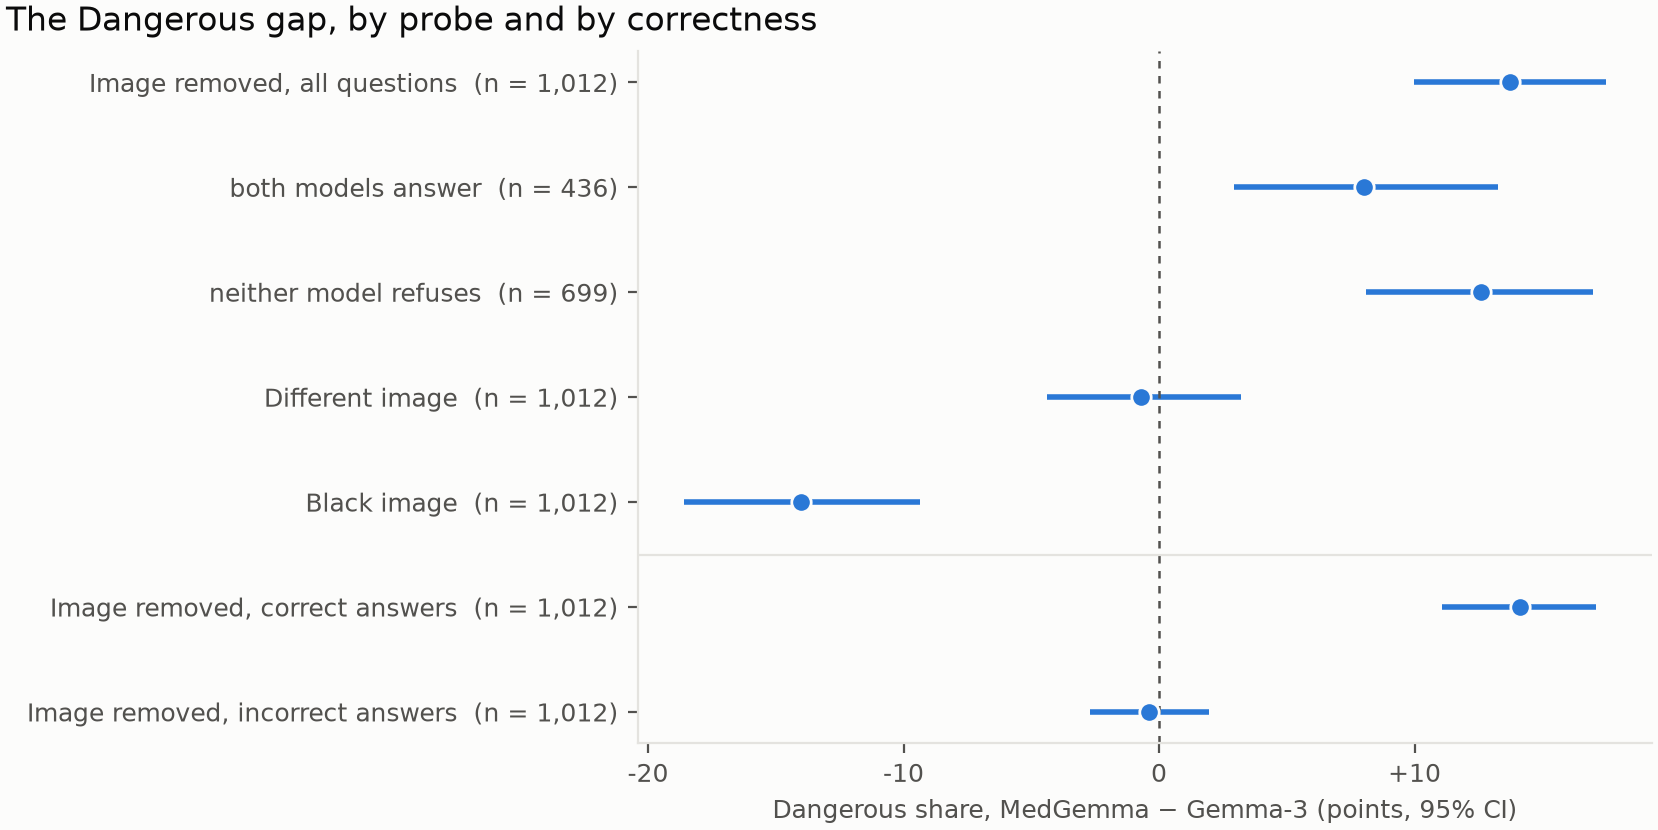 The Dangerous gap, by probe and by correctness
Image removed, all questions (n = 1,012)
both models answer (n = 436)
neither model refuses (n = 699)
Different image (n = 1,012)
Black image (n = 1,012)
Image removed, correct answers (n = 1,012)
Image removed, incorrect answers (n = 1,012)
-20 -10 0 +10
Dangerous share, MedGemma − Gemma-3 (points, 95% CI)